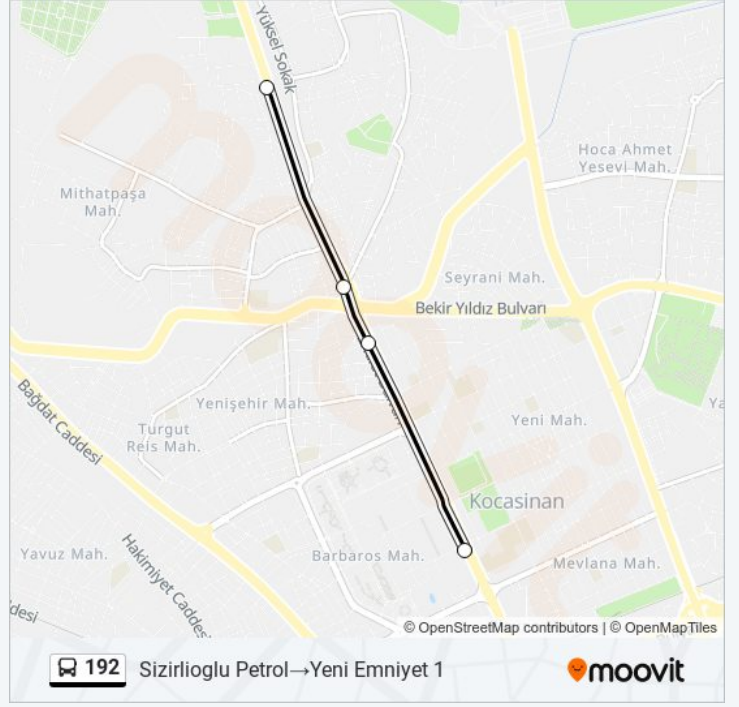 Yüksel Sokak
Hoca Ahmet
Yesevi Mah.
Mithatpaşa
Mah.
Seyrani Mah.
Bekir Yıldız Bulvarı
Yenişehir Mah.
Bağdat Caddesi
Turgut
Reis Mah.
Yeni Mah.
Kocasinan
Yavuz Mah.
Hakimiyet Caddesi
Barbaros Mah.
Mevlana Mah.
© OpenStreetMap contributors | © OpenMapTiles
192 Sizirlioglu Petrol→Yeni Emniyet 1
moovit